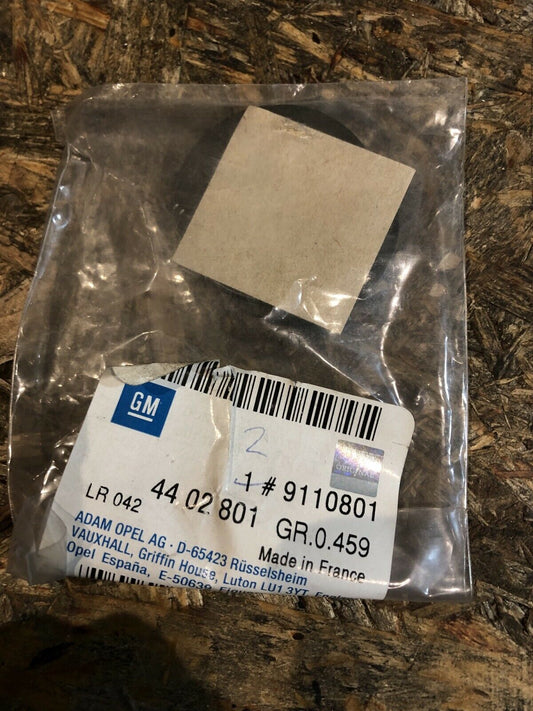 GM
2
1 # 9110801
LR 042 44 02 801 GR.0.459
Made in France
ADAM OPEL AG · D-65423 Rüsselsheim
VAUXHALL, Griffin House, Luton LU1 3YT,
Opel España,